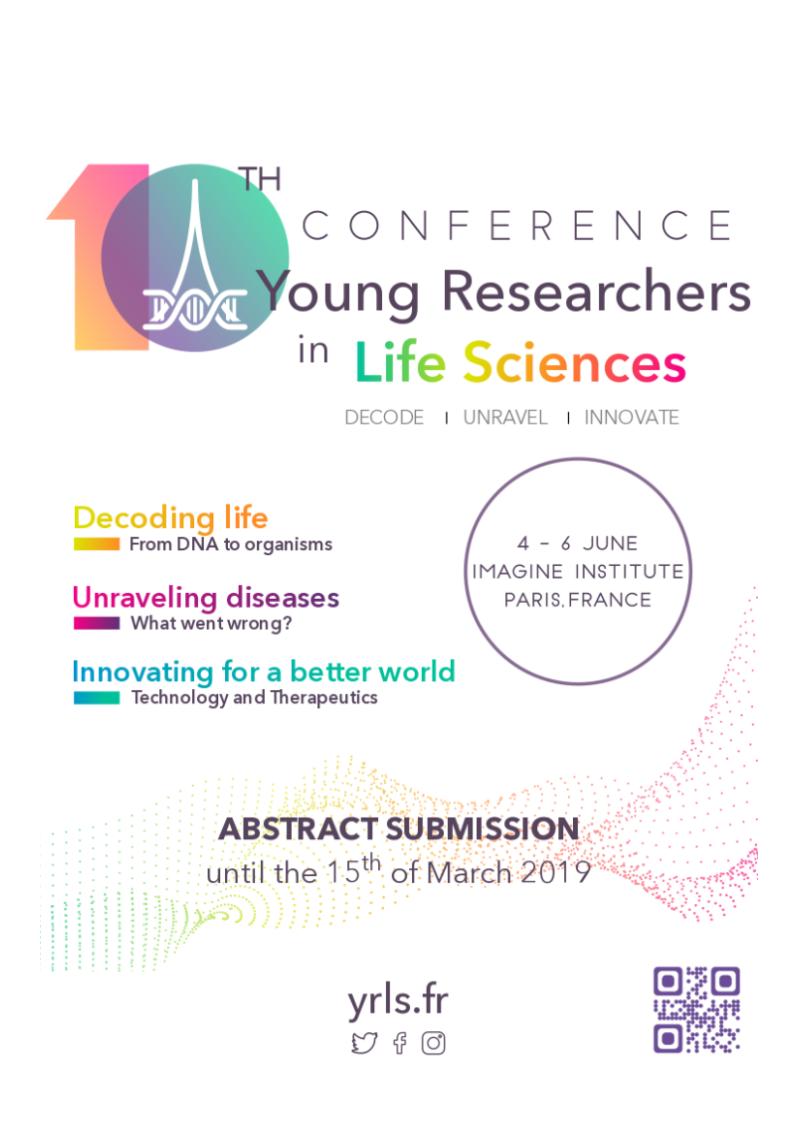 10TH
CONFERENCE
Young Researchers
in Life Sciences
DECODE | UNRAVEL | INNOVATE
Decoding life
From DNA to organisms
Unraveling diseases
What went wrong?
Innovating for a better world
Technology and Therapeutics
4 - 6 JUNE
IMAGINE INSTITUTE
PARIS, FRANCE
ABSTRACT SUBMISSION
until the 15th of March 2019
yrls.fr